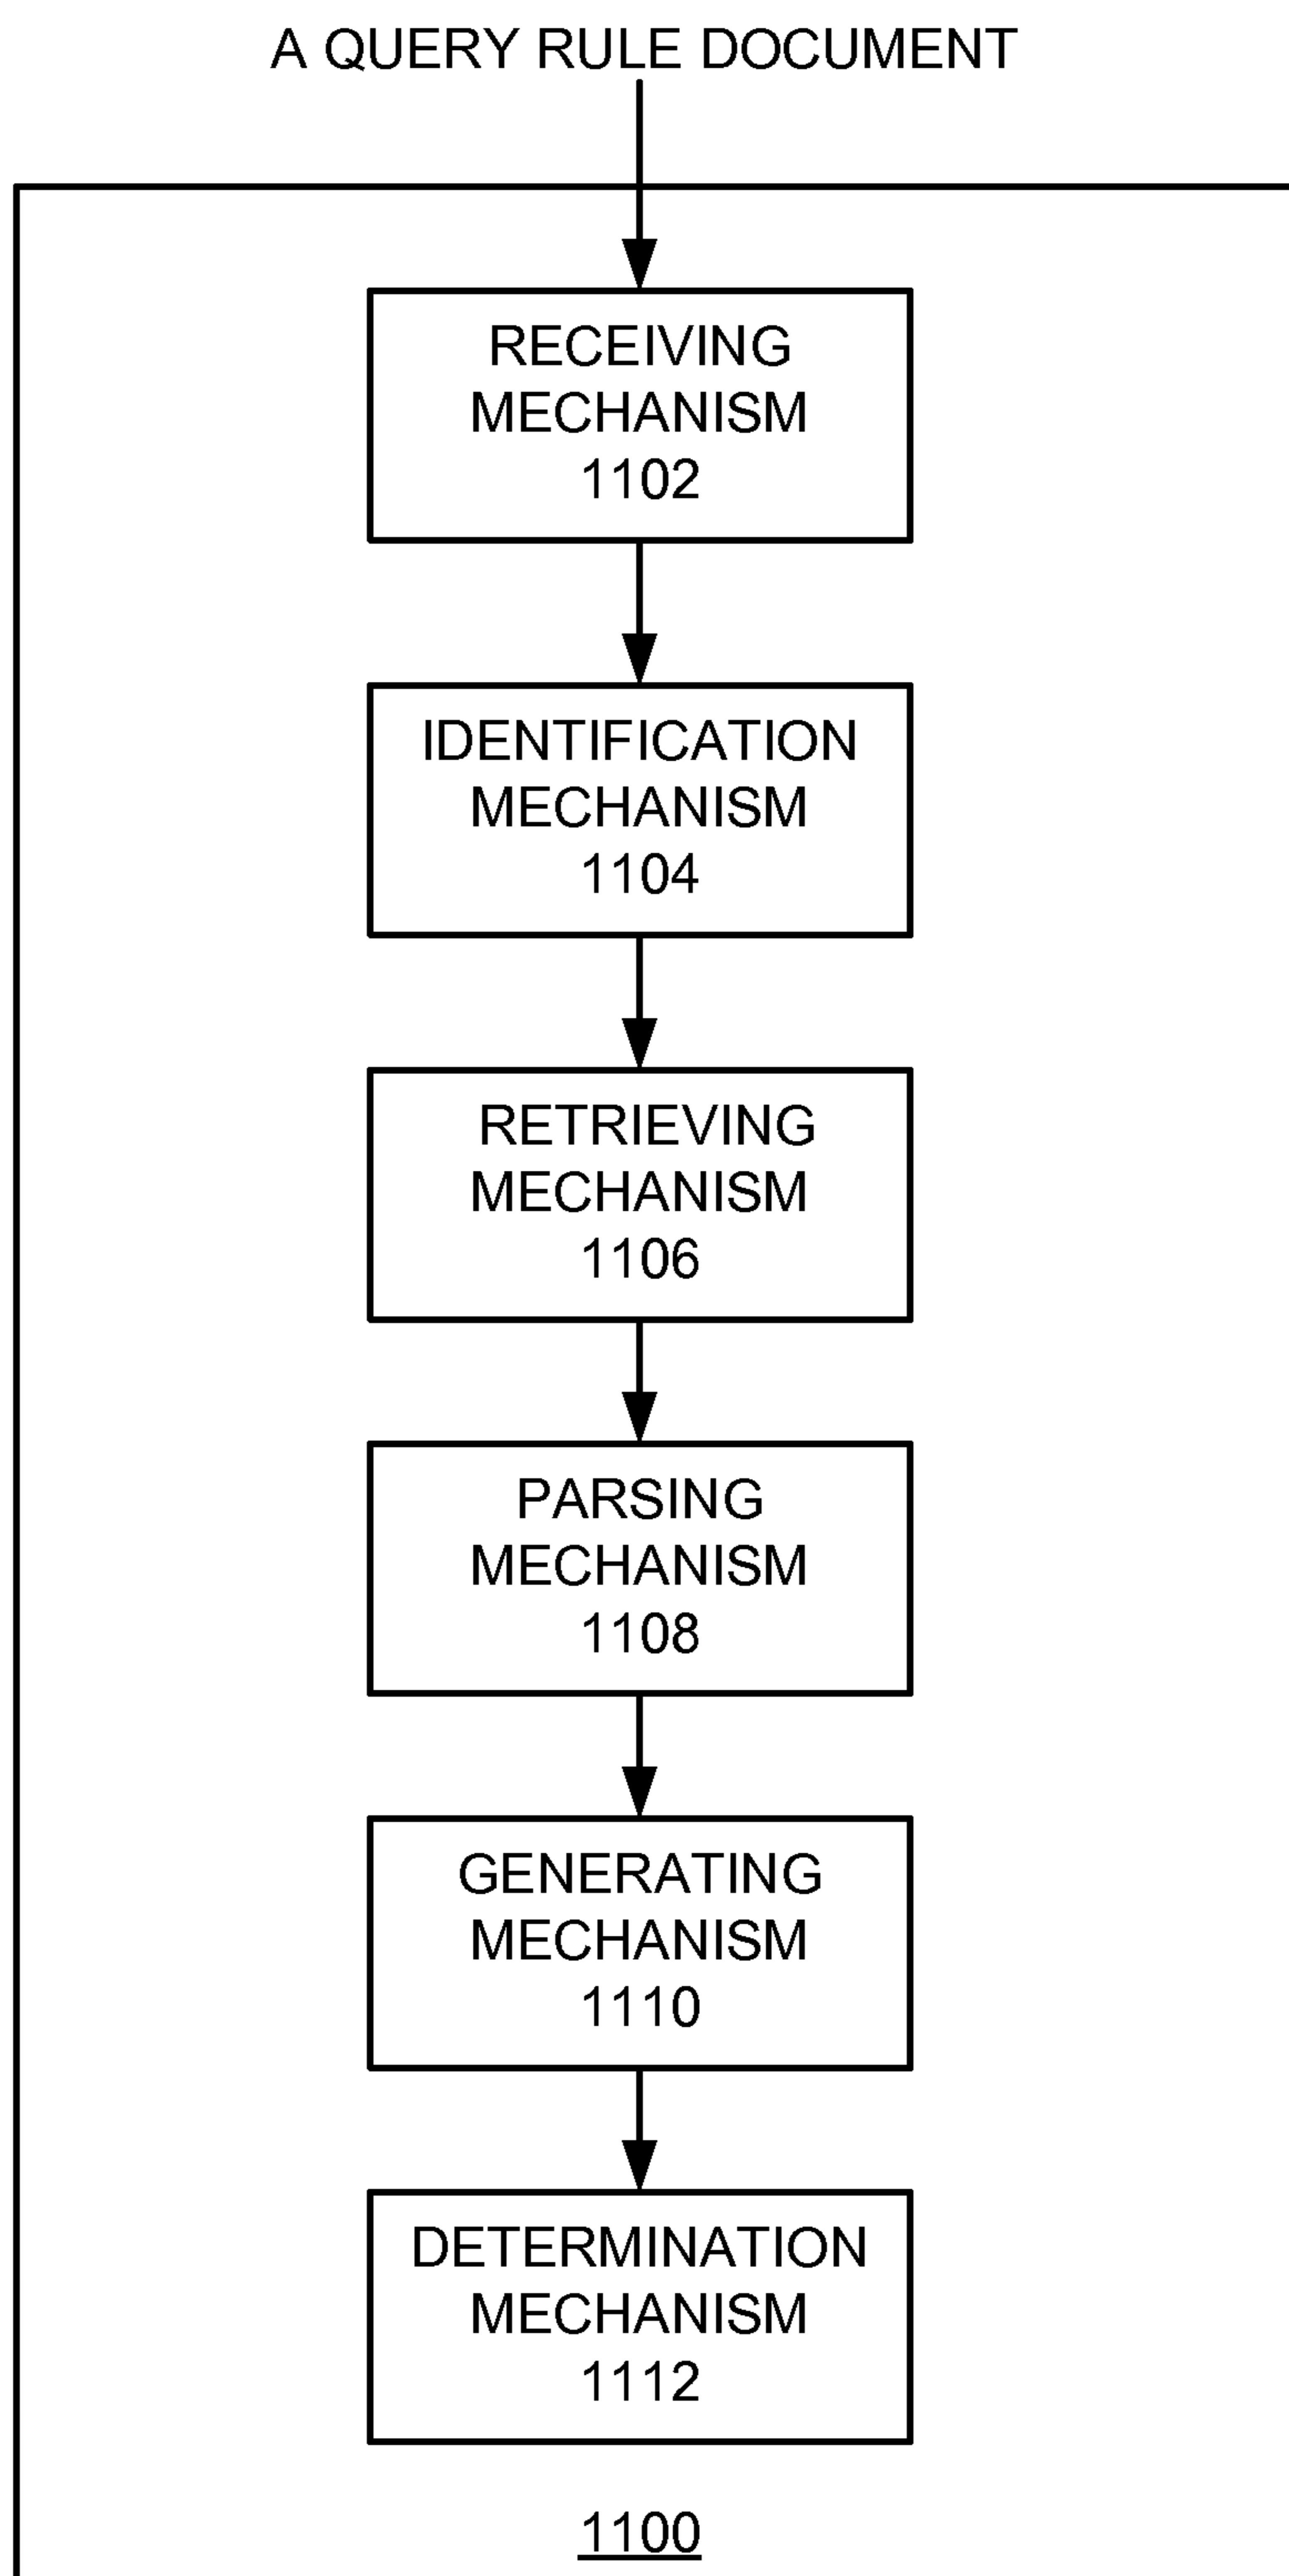 A QUERY RULE DOCUMENT
RECEIVING
MECHANISM
1102
IDENTIFICATION
MECHANISM
1104
RETRIEVING
MECHANISM
1106
PARSING
MECHANISM
1108
GENERATING
MECHANISM
1110
DETERMINATION
MECHANISM
1112
1100